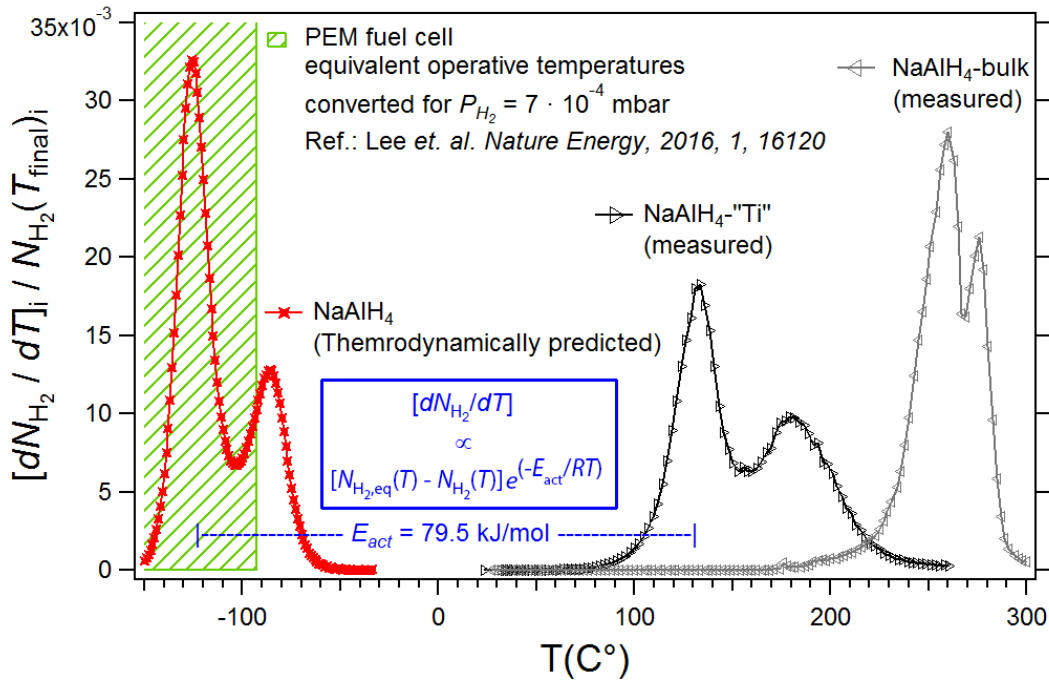 35x10⁻³
30
25
20
15
10
5
0
[dN_H₂ / dT]ᵢ / N_H₂(T_final)ᵢ
PEM fuel cell
equivalent operative temperatures
converted for P_H₂ = 7 · 10⁻⁴ mbar
Ref.: Lee et. al. Nature Energy, 2016, 1, 16120
NaAlH₄-bulk
(measured)
NaAlH₄-"Ti"
(measured)
NaAlH₄
(Themrodynamically predicted)
[dN_H₂/dT]
∝
[N_H₂,eq(T) - N_H₂(T)] e^(-E_act/RT)
E_act = 79.5 kJ/mol
-100 0 100 200 300
T(C°)